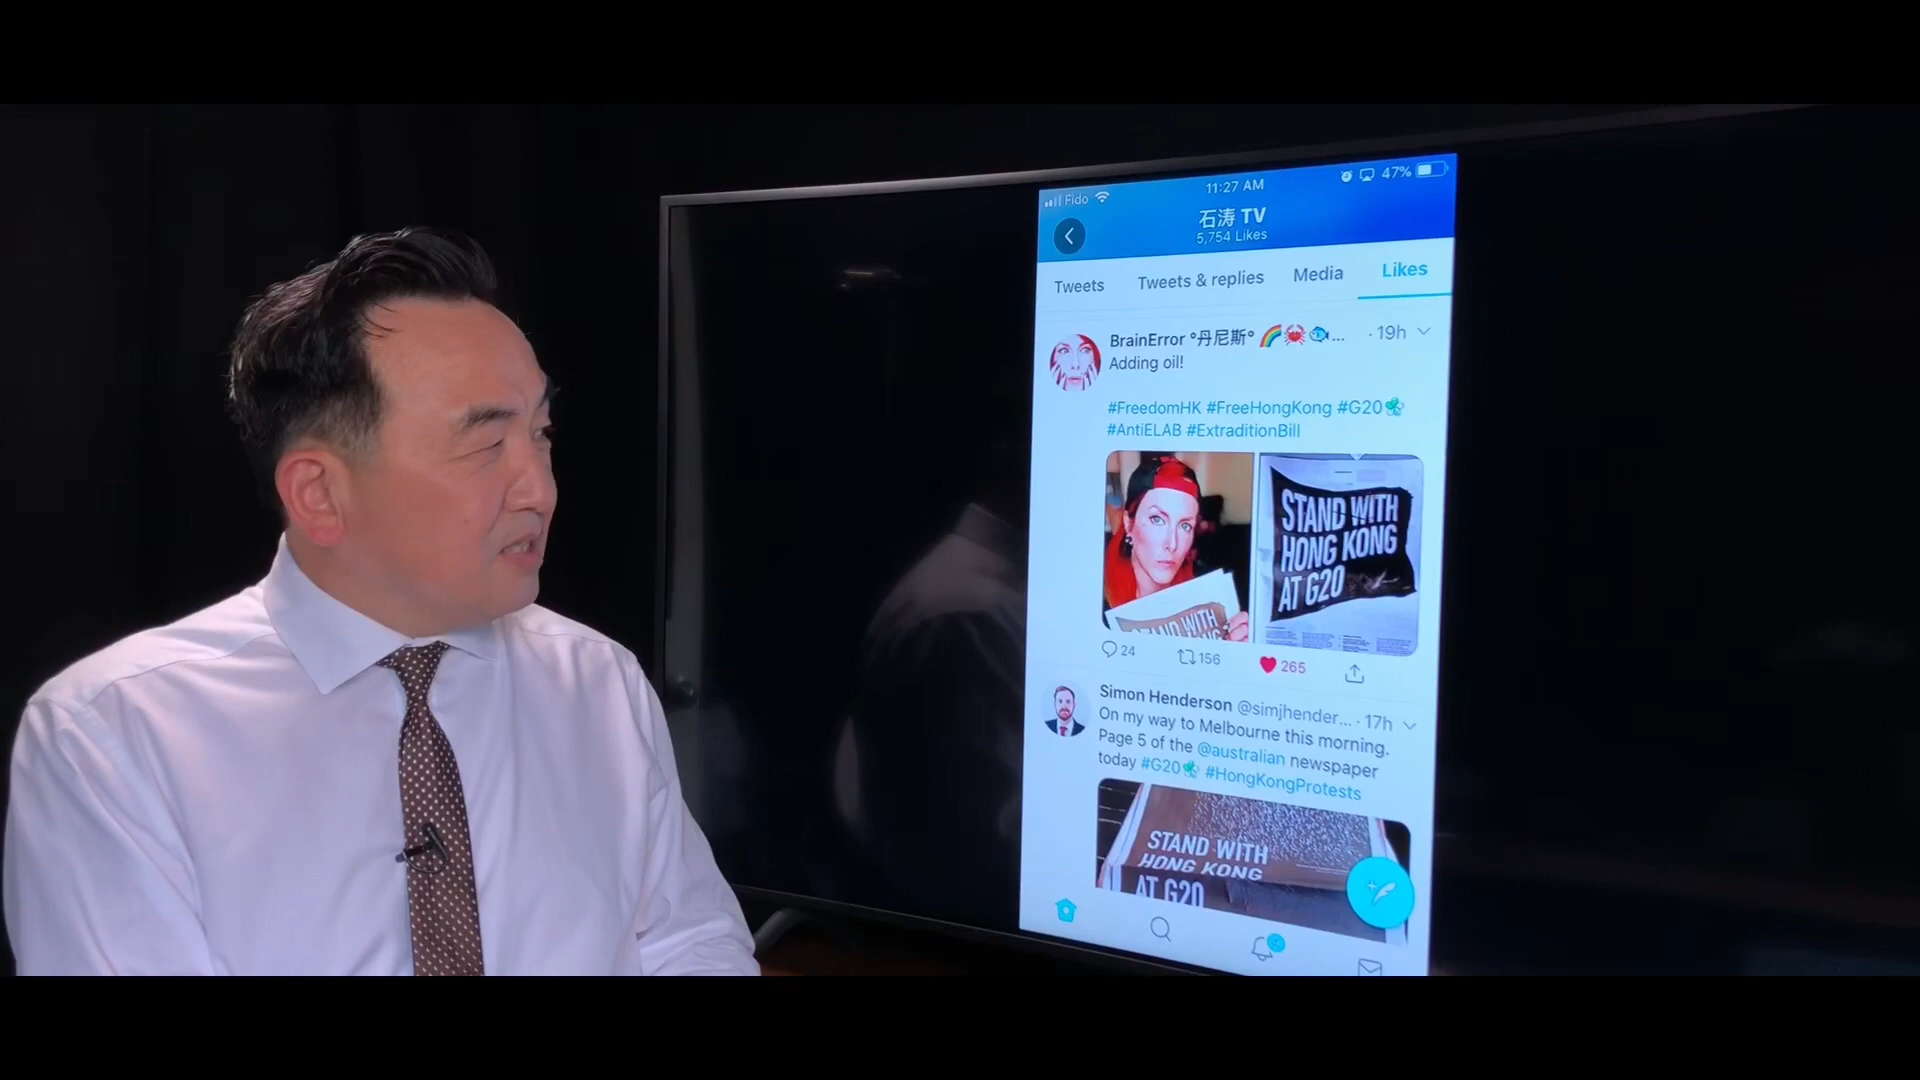 Fido
11:27 AM
47%
石涛 TV
5,754 Likes
Tweets
Tweets & replies
Media
Likes
BrainError °丹尼斯° 🌈🦀🐟... · 19h
Adding oil!
#FreedomHK #FreeHongKong #G20
#AntiELAB #ExtraditionBill
STAND WITH
HONG KONG
AT G20
STAND WITH
24
156
265
Simon Henderson @simjhender... · 17h
On my way to Melbourne this morning.
Page 5 of the @australian newspaper
today #G20 #HongKongProtests
STAND WITH
HONG KONG
AT G20